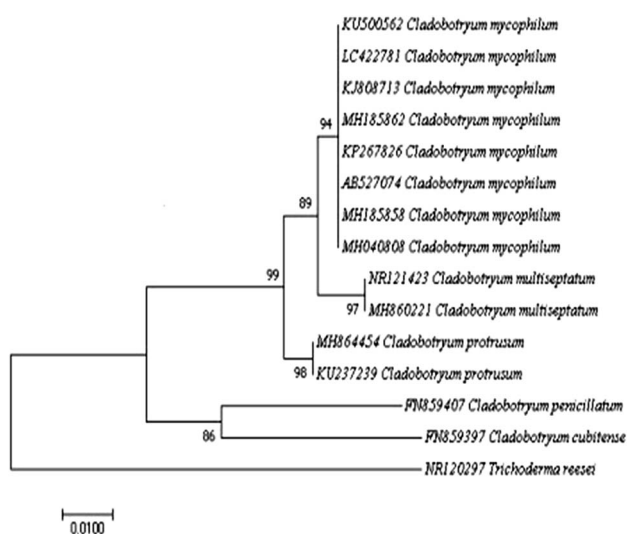 KU500562 Cladobotryum mycophilum
LC422781 Cladobotryum mycophilum
KJ808713 Cladobotryum mycophilum
94
MH185862 Cladobotryum mycophilum
KP267826 Cladobotryum mycophilum
AB527074 Cladobotryum mycophilum
89
MH185858 Cladobotryum mycophilum
MH040808 Cladobotryum mycophilum
99
NR121423 Cladobotryum multiseptatum
97
MH860221 Cladobotryum multiseptatum
MH864454 Cladobotryum protrusum
98
KU237239 Cladobotryum protrusum
FN859407 Cladobotryum penicillatum
86
FN859397 Cladobotryum cubitense
NR120297 Trichoderma reesei
0.0100